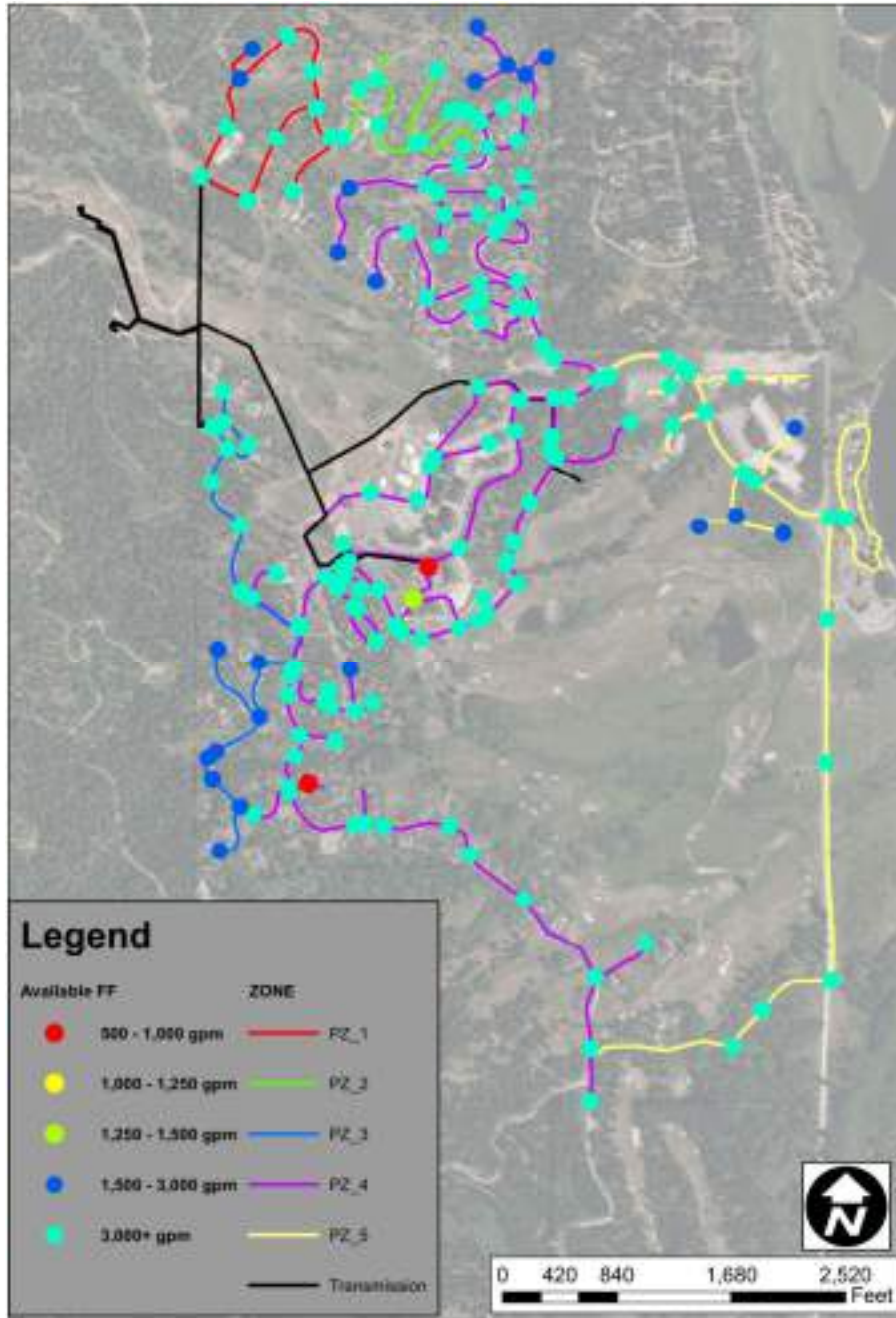 Legend
Available FF ZONE
500 - 1,000 gpm PZ_1
1,000 - 1,250 gpm PZ_2
1,250 - 1,500 gpm PZ_3
1,500 - 3,000 gpm PZ_4
3,000+ gpm PZ_5
Transmission
N
0 420 840 1,680 2,520
Feet